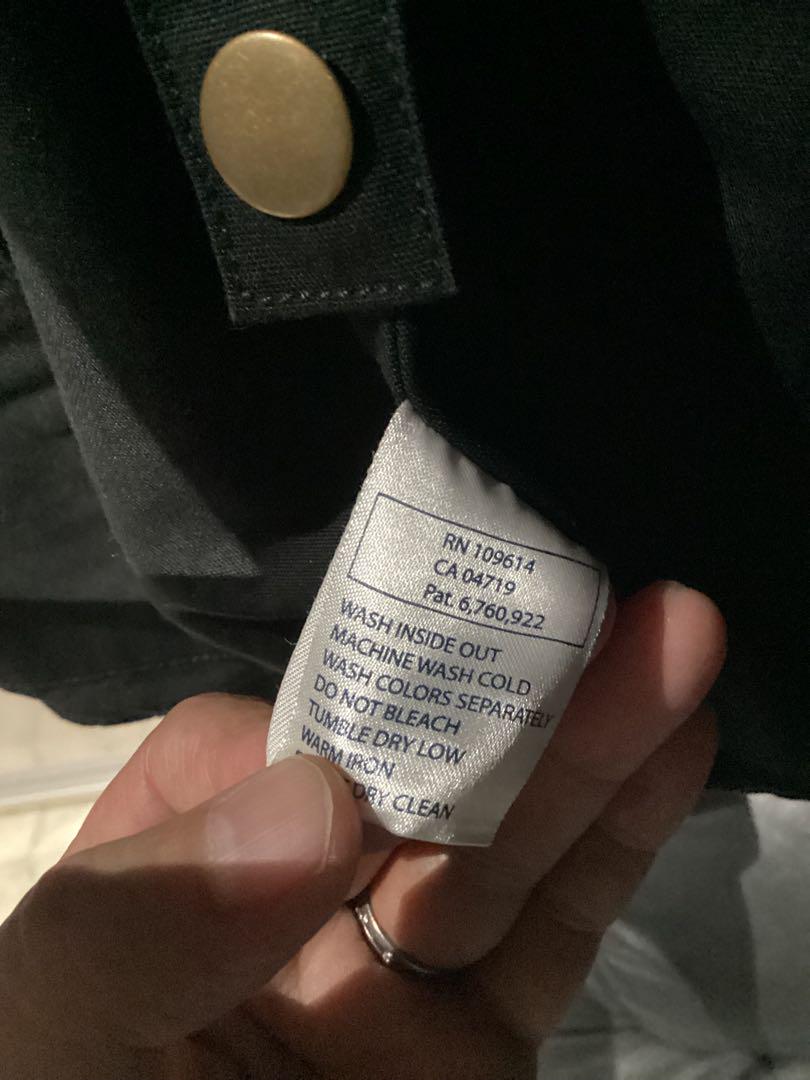 RN 109614
CA 04719
Pat. 6,760,922
WASH INSIDE OUT
MACHINE WASH COLD
WASH COLORS SEPARATELY
DO NOT BLEACH
TUMBLE DRY LOW
WARM IRON
DRY CLEAN